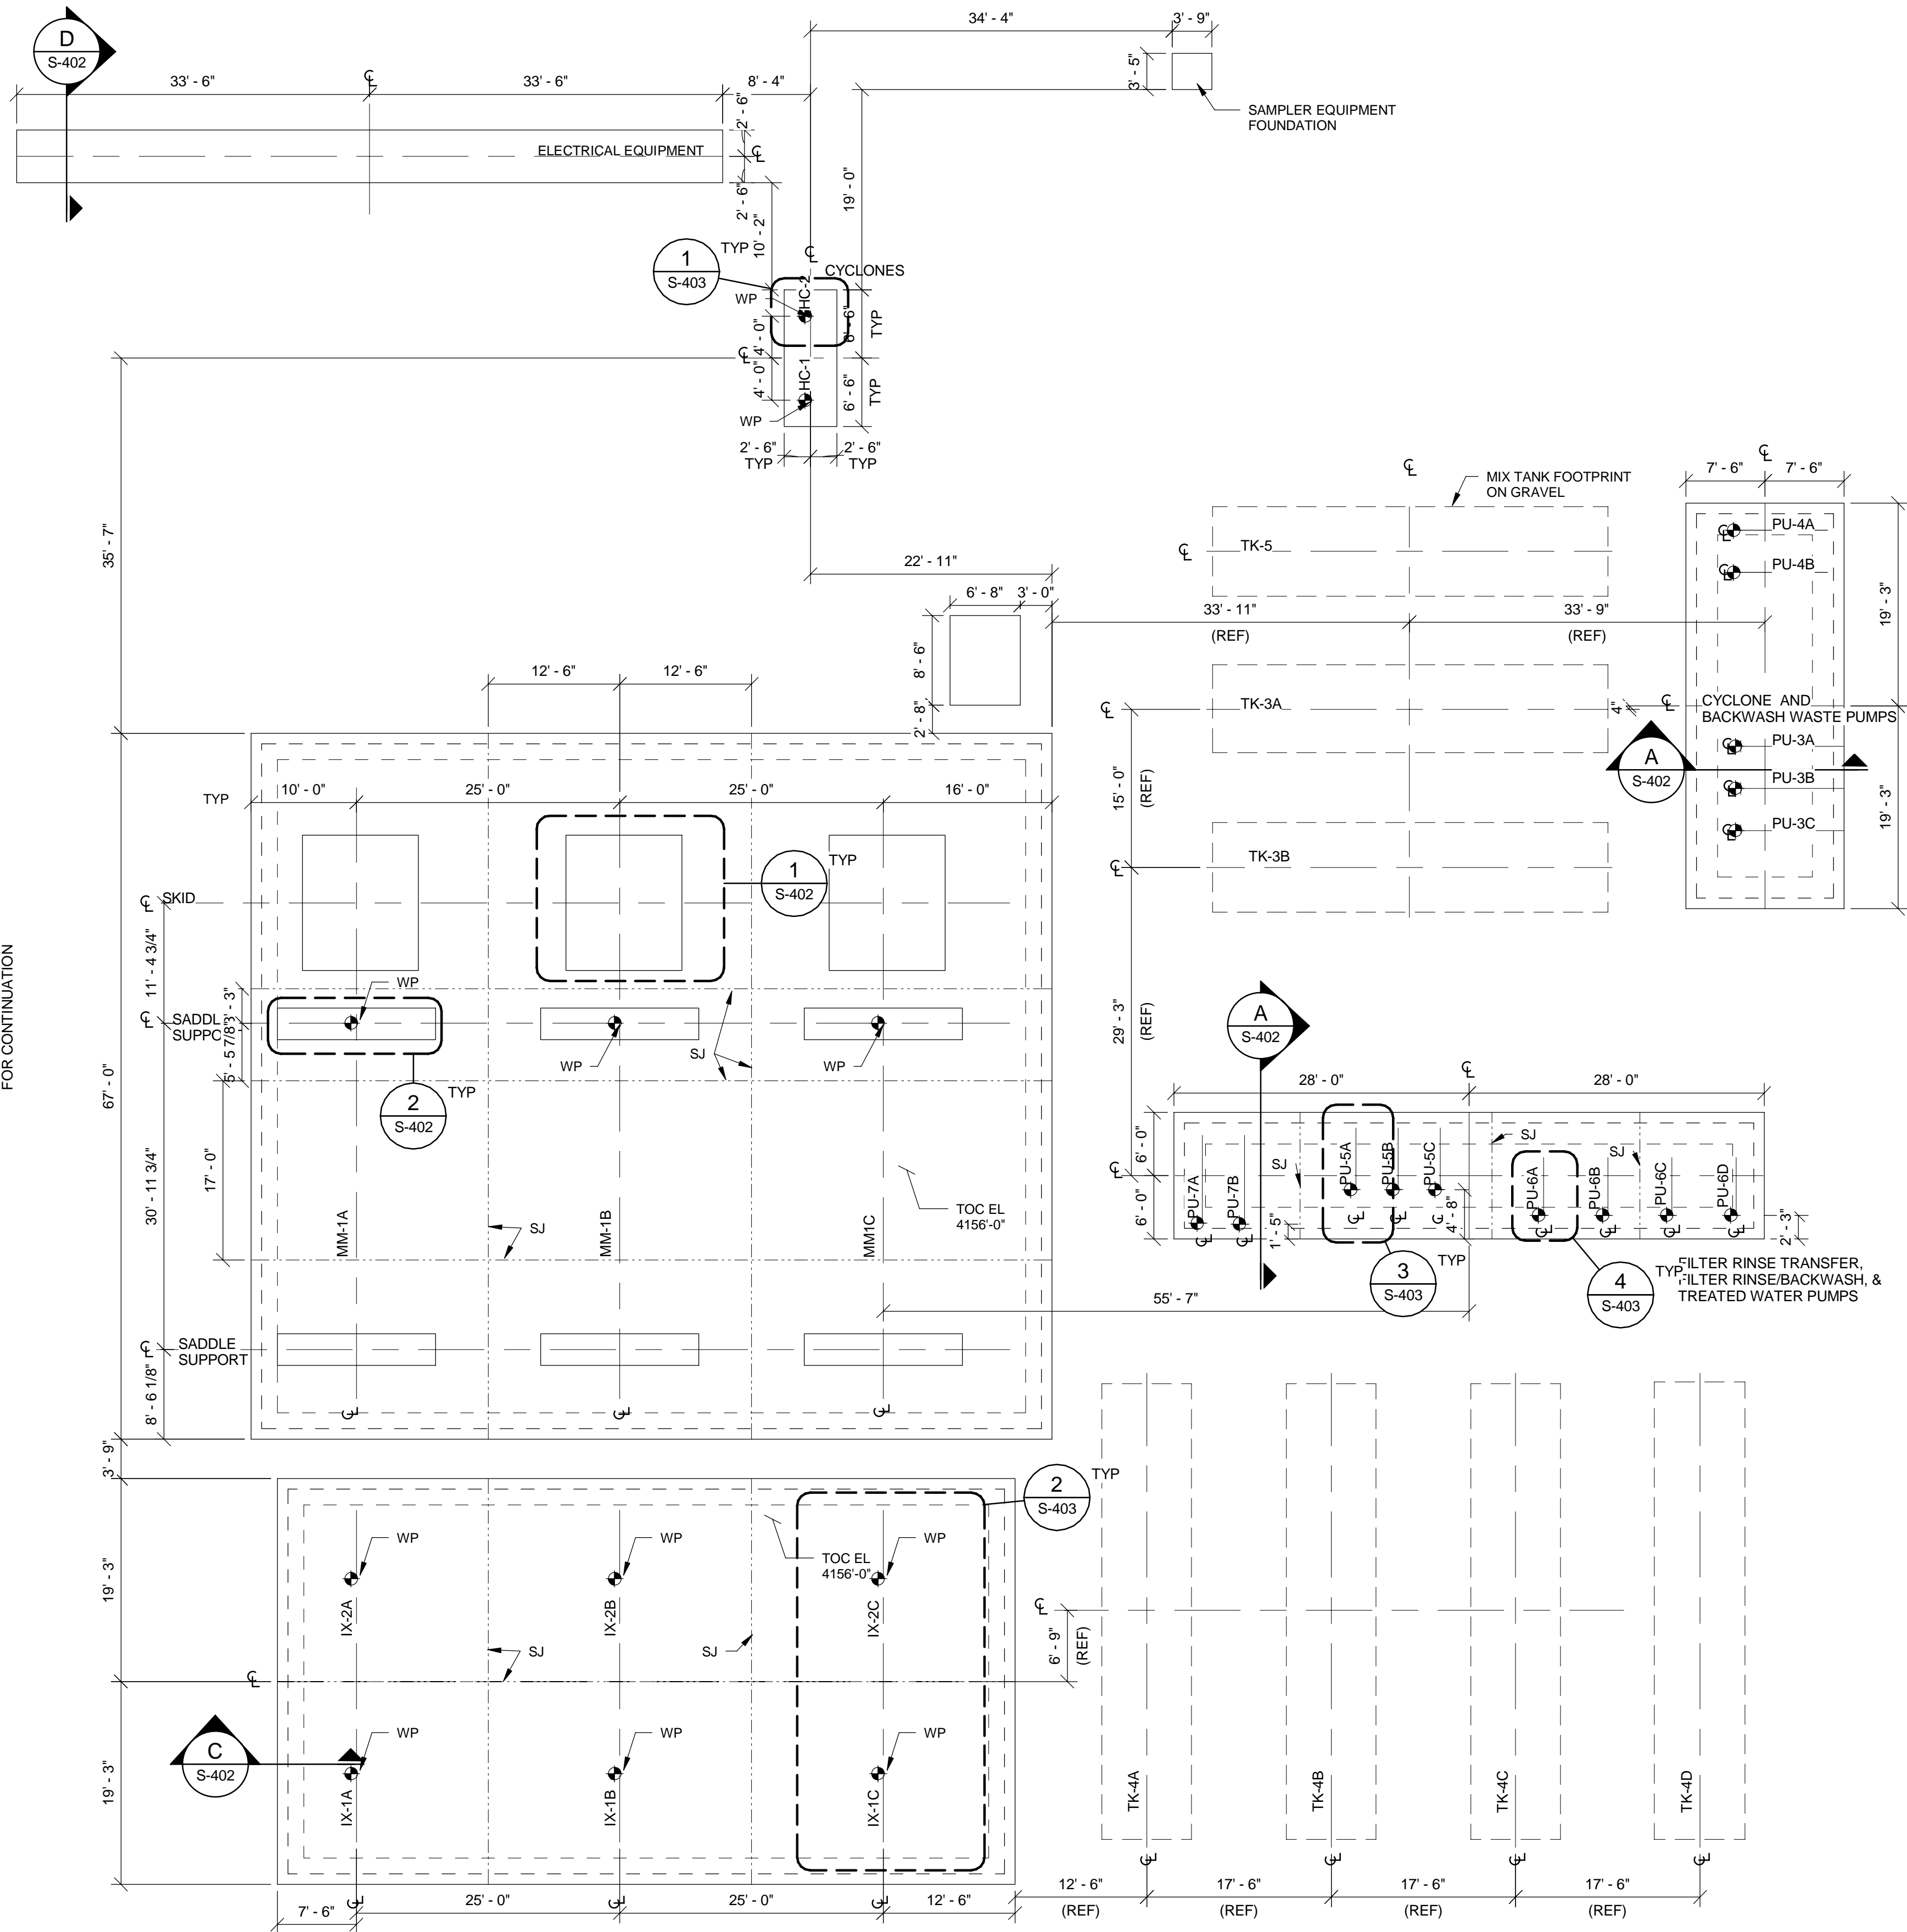 D
S-402
34' - 4"
3' - 9"
33' - 6"
℄
33' - 6"
8' - 4"
3' - 5"
SAMPLER EQUIPMENT
FOUNDATION
2' - 6"
ELECTRICAL EQUIPMENT
℄
2' - 6"
19' - 0"
10' - 2"
1
S-403
TYP
℄
CYCLONES
WP
HC-2
4' - 0"
6' - 6"
TYP
℄
4' - 0"
HC-1
6' - 6"
TYP
WP
2' - 6"
TYP
2' - 6"
TYP
35' - 7"
℄
MIX TANK FOOTPRINT
ON GRAVEL
℄
7' - 6"
7' - 6"
℄
TK-5
℄
PU-4A
℄
PU-4B
22' - 11"
6' - 8"
3' - 0"
33' - 11"
(REF)
33' - 9"
(REF)
19' - 3"
8' - 6"
2' - 8"
12' - 6"
12' - 6"
℄
TK-3A
4"
℄
CYCLONE AND
BACKWASH WASTE PUMPS
A
S-402
℄
PU-3A
℄
PU-3B
℄
PU-3C
19' - 3"
15' - 0"
(REF)
℄
TK-3B
TYP
10' - 0"
25' - 0"
25' - 0"
16' - 0"
1
S-402
TYP
℄
SKID
11' - 4 3/4"
3' - 3"
WP
℄
SADDL
SUPPC
5' - 5 7/8"
WP
SJ
WP
2
S-402
TYP
FOR CONTINUATION
67' - 0"
17' - 0"
30' - 11 3/4"
29' - 3"
(REF)
A
S-402
28' - 0"
℄
28' - 0"
6' - 0"
℄
6' - 0"
SJ
SJ
SJ
PU-7A
PU-7B
PU-5A
PU-5B
PU-5C
PU-6A
PU-6B
PU-6C
PU-6D
℄
℄
℄
℄
℄
℄
℄
℄
℄
1' - 5"
4' - 8"
2' - 3"
3
S-403
TYP
4
S-403
TYP
FILTER RINSE TRANSFER,
FILTER RINSE/BACKWASH, &
TREATED WATER PUMPS
MM-1A
MM-1B
MM1C
TOC EL
4156'-0"
SJ
55' - 7"
℄
SADDLE
SUPPORT
8' - 6 1/8"
℄
℄
℄
3' - 9"
2
S-403
TYP
WP
WP
WP
TOC EL
4156'-0"
19' - 3"
IX-2A
IX-2B
IX-2C
SJ
SJ
℄
℄
6' - 9"
(REF)
C
S-402
WP
WP
WP
19' - 3"
IX-1A
IX-1B
IX-1C
TK-4A
TK-4B
TK-4C
TK-4D
℄
℄
℄
℄
℄
℄
℄
7' - 6"
25' - 0"
25' - 0"
12' - 6"
12' - 6"
(REF)
17' - 6"
(REF)
17' - 6"
(REF)
17' - 6"
(REF)